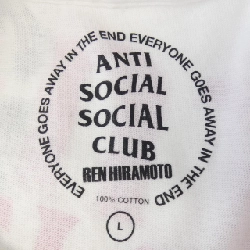 EVERYONE GOES AWAY IN THE END EVERYONE GOES AWAY IN THE END
ANTI
SOCIAL
SOCIAL
CLUB
REN HIRAMOTO
100% COTTON
L